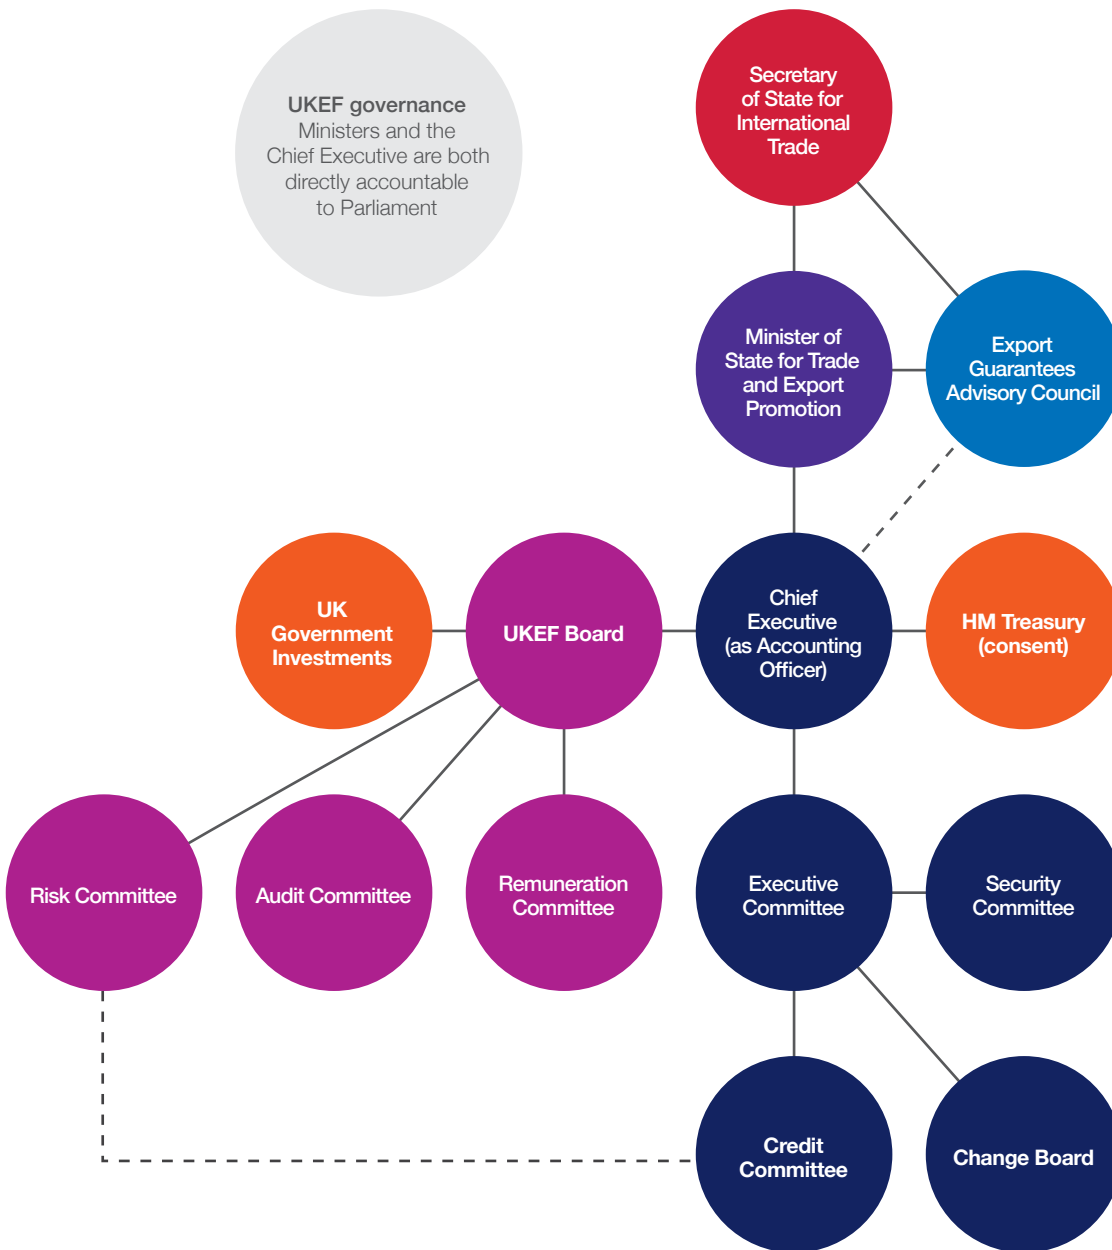 UKEF governance
Ministers and the
Chief Executive are both
directly accountable
to Parliament
Secretary
of State for
International
Trade
Minister of
State for Trade
and Export
Promotion
Export
Guarantees
Advisory Council
UK
Government
Investments
UKEF Board
Chief
Executive
(as Accounting
Officer)
HM Treasury
(consent)
Risk Committee
Audit Committee
Remuneration
Committee
Executive
Committee
Security
Committee
Credit
Committee
Change Board